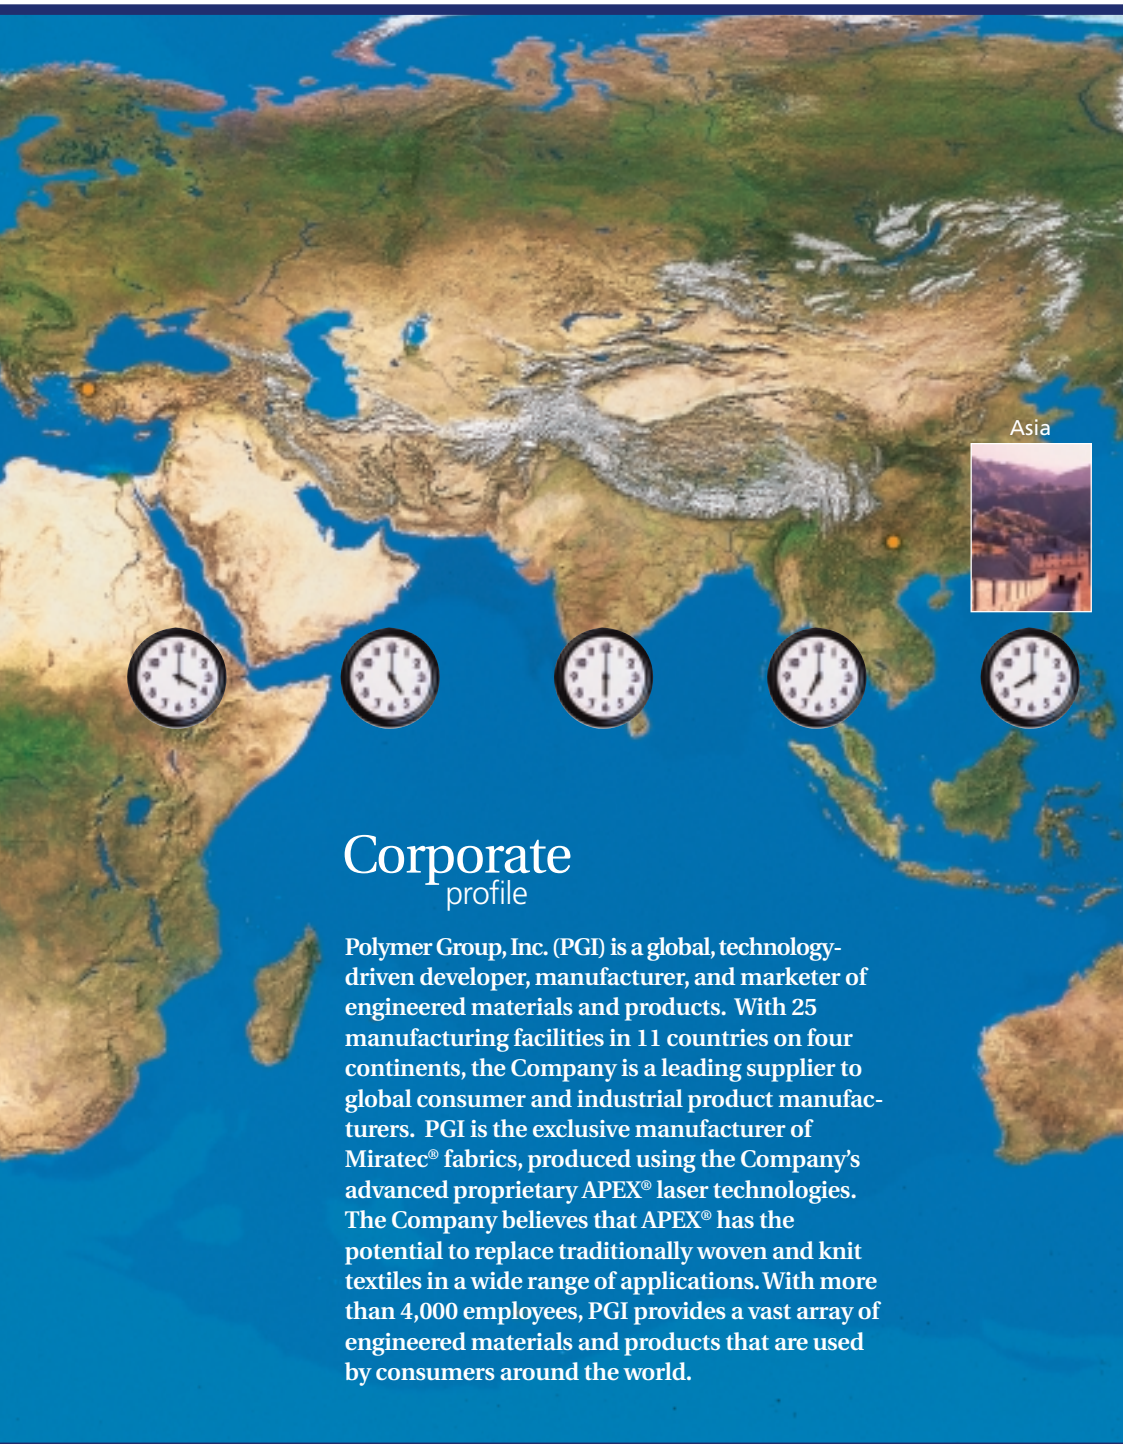 Asia
Corporate
profile
Polymer Group, Inc. (PGI) is a global, technology-
driven developer, manufacturer, and marketer of
engineered materials and products. With 25
manufacturing facilities in 11 countries on four
continents, the Company is a leading supplier to
global consumer and industrial product manufac-
turers. PGI is the exclusive manufacturer of
Miratec® fabrics, produced using the Company's
advanced proprietary APEX® laser technologies.
The Company believes that APEX® has the
potential to replace traditionally woven and knit
textiles in a wide range of applications. With more
than 4,000 employees, PGI provides a vast array of
engineered materials and products that are used
by consumers around the world.